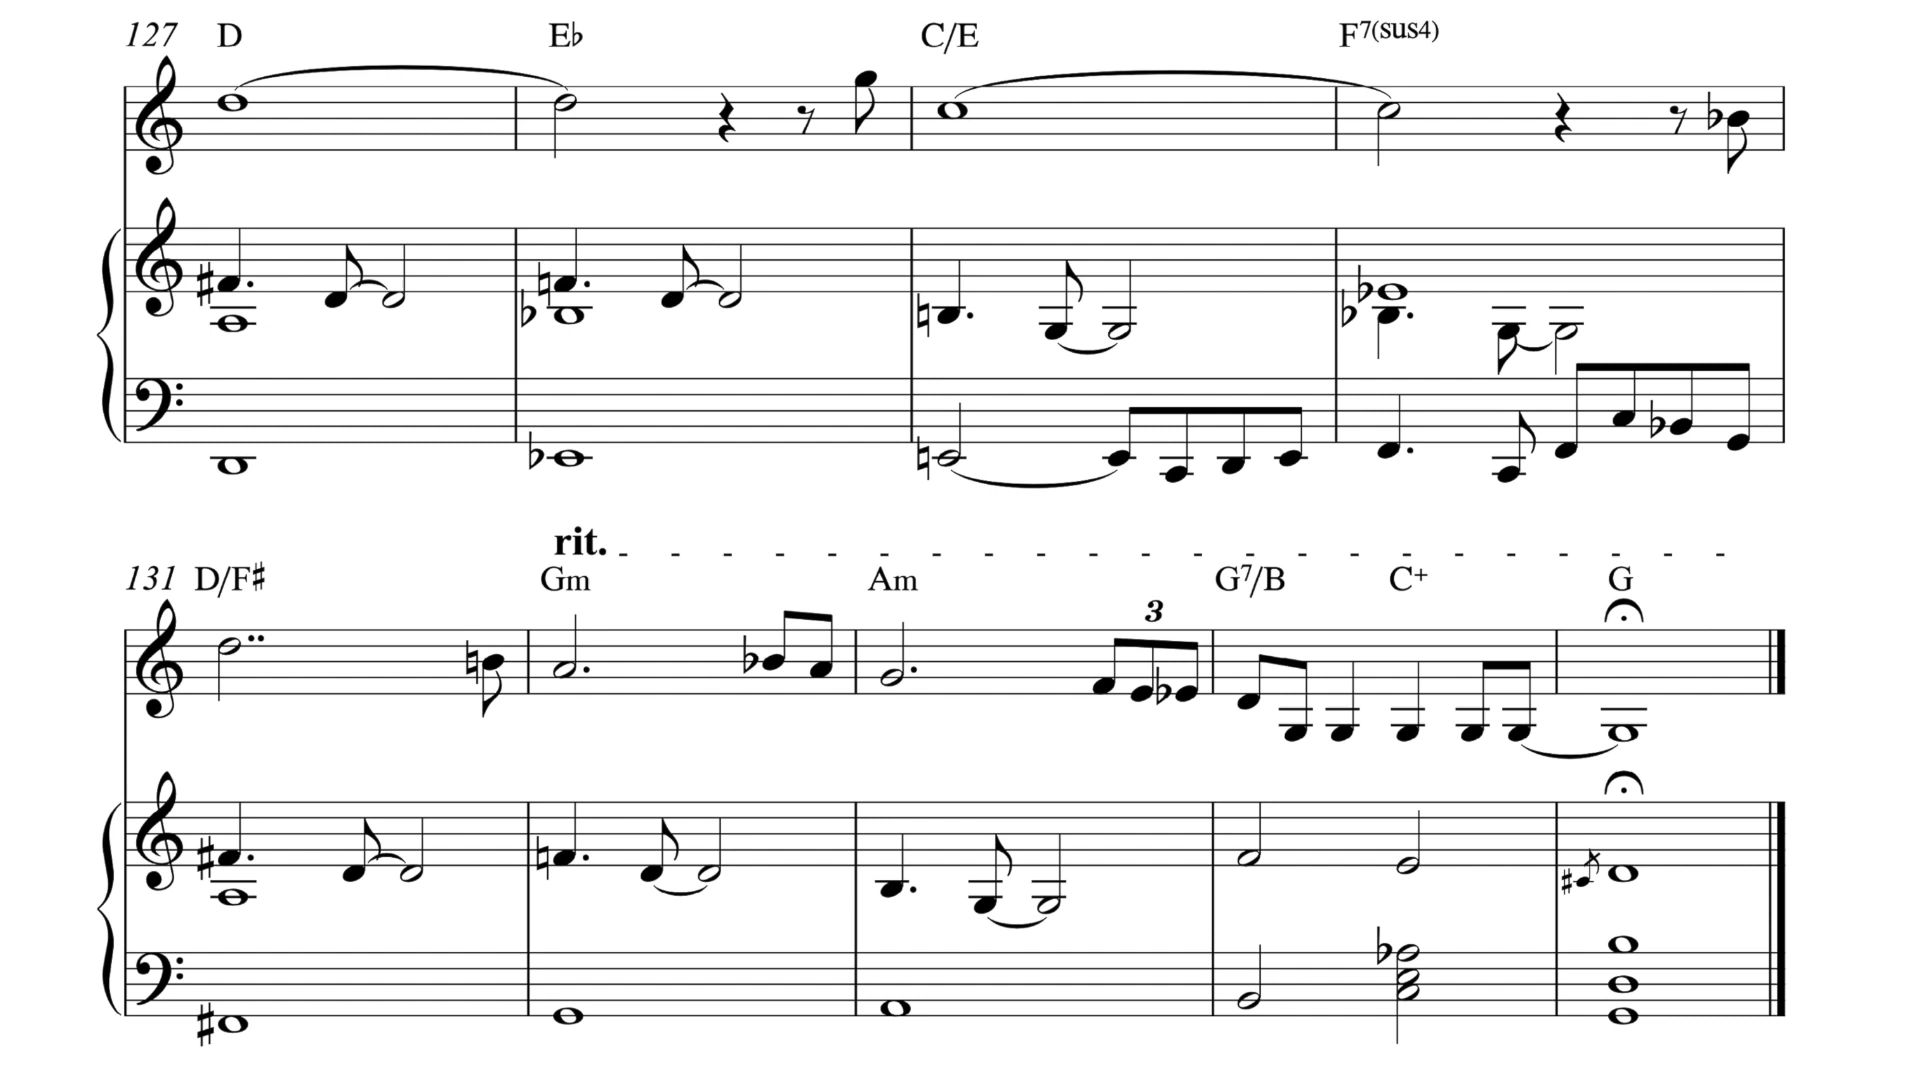 127 D E♭ C/E F7(sus4)
rit.
131 D/F♯ Gm Am G7/B C+ G
3